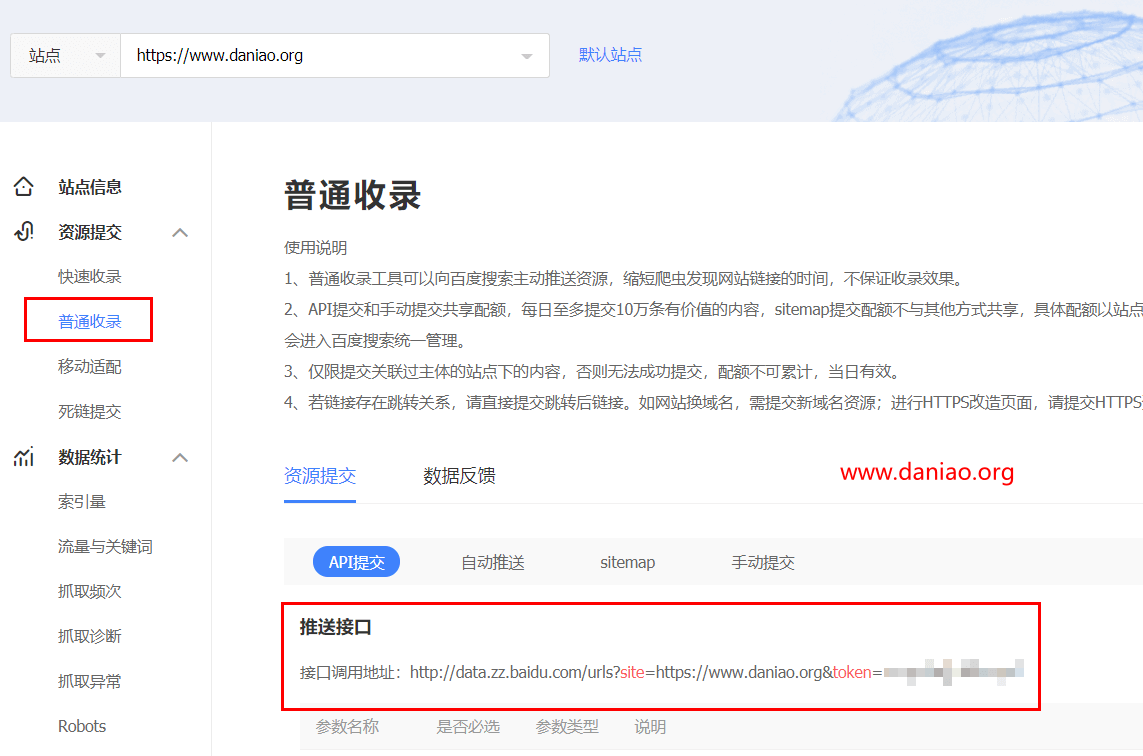 站点
https://www.daniao.org
默认站点
站点信息
资源提交
快速收录
普通收录
移动适配
死链提交
数据统计
索引量
流量与关键词
抓取频次
抓取诊断
抓取异常
Robots
普通收录
使用说明
1、普通收录工具可以向百度搜索主动推送资源，缩短爬虫发现网站链接的时间，不保证收录效果。
2、API提交和手动提交共享配额，每日至多提交10万条有价值的内容，sitemap提交配额不与其他方式共享，具体配额以站点
会进入百度搜索统一管理。
3、仅限提交关联过主体的站点下的内容，否则无法成功提交，配额不可累计，当日有效。
4、若链接存在跳转关系，请直接提交跳转后链接。如网站换域名，需提交新域名资源；进行HTTPS改造页面，请提交HTTPS
资源提交
数据反馈
www.daniao.org
API提交
自动推送
sitemap
手动提交
推送接口
接口调用地址：http://data.zz.baidu.com/urls?site=https://www.daniao.org&token=
参数名称
是否必选
参数类型
说明